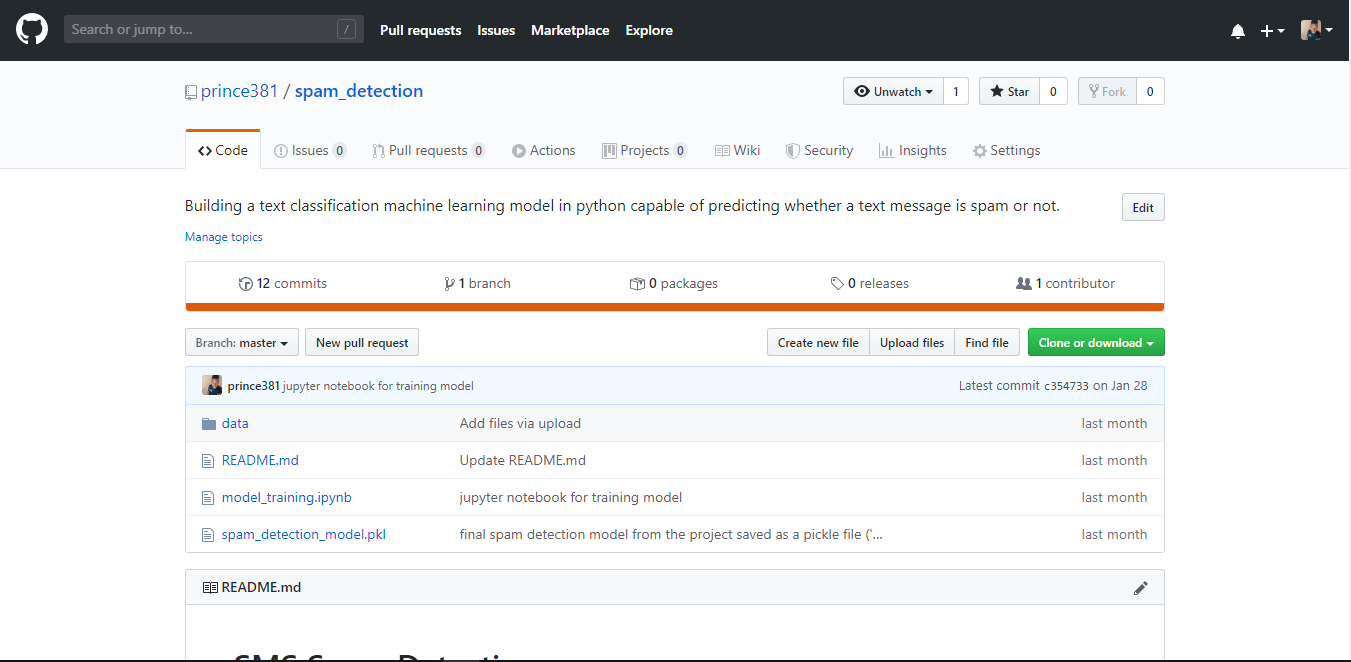 Search or jump to... / Pull requests Issues Marketplace Explore
prince381 / spam_detection Unwatch 1 Star 0 Fork 0
Code Issues 0 Pull requests 0 Actions Projects 0 Wiki Security Insights Settings
Building a text classification machine learning model in python capable of predicting whether a text message is spam or not. Edit
Manage topics
12 commits 1 branch 0 packages 0 releases 1 contributor
Branch: master New pull request Create new file Upload files Find file Clone or download
prince381 jupyter notebook for training model Latest commit c354733 on Jan 28
data Add files via upload last month
README.md Update README.md last month
model_training.ipynb jupyter notebook for training model last month
spam_detection_model.pkl final spam detection model from the project saved as a pickle file ('... last month
README.md